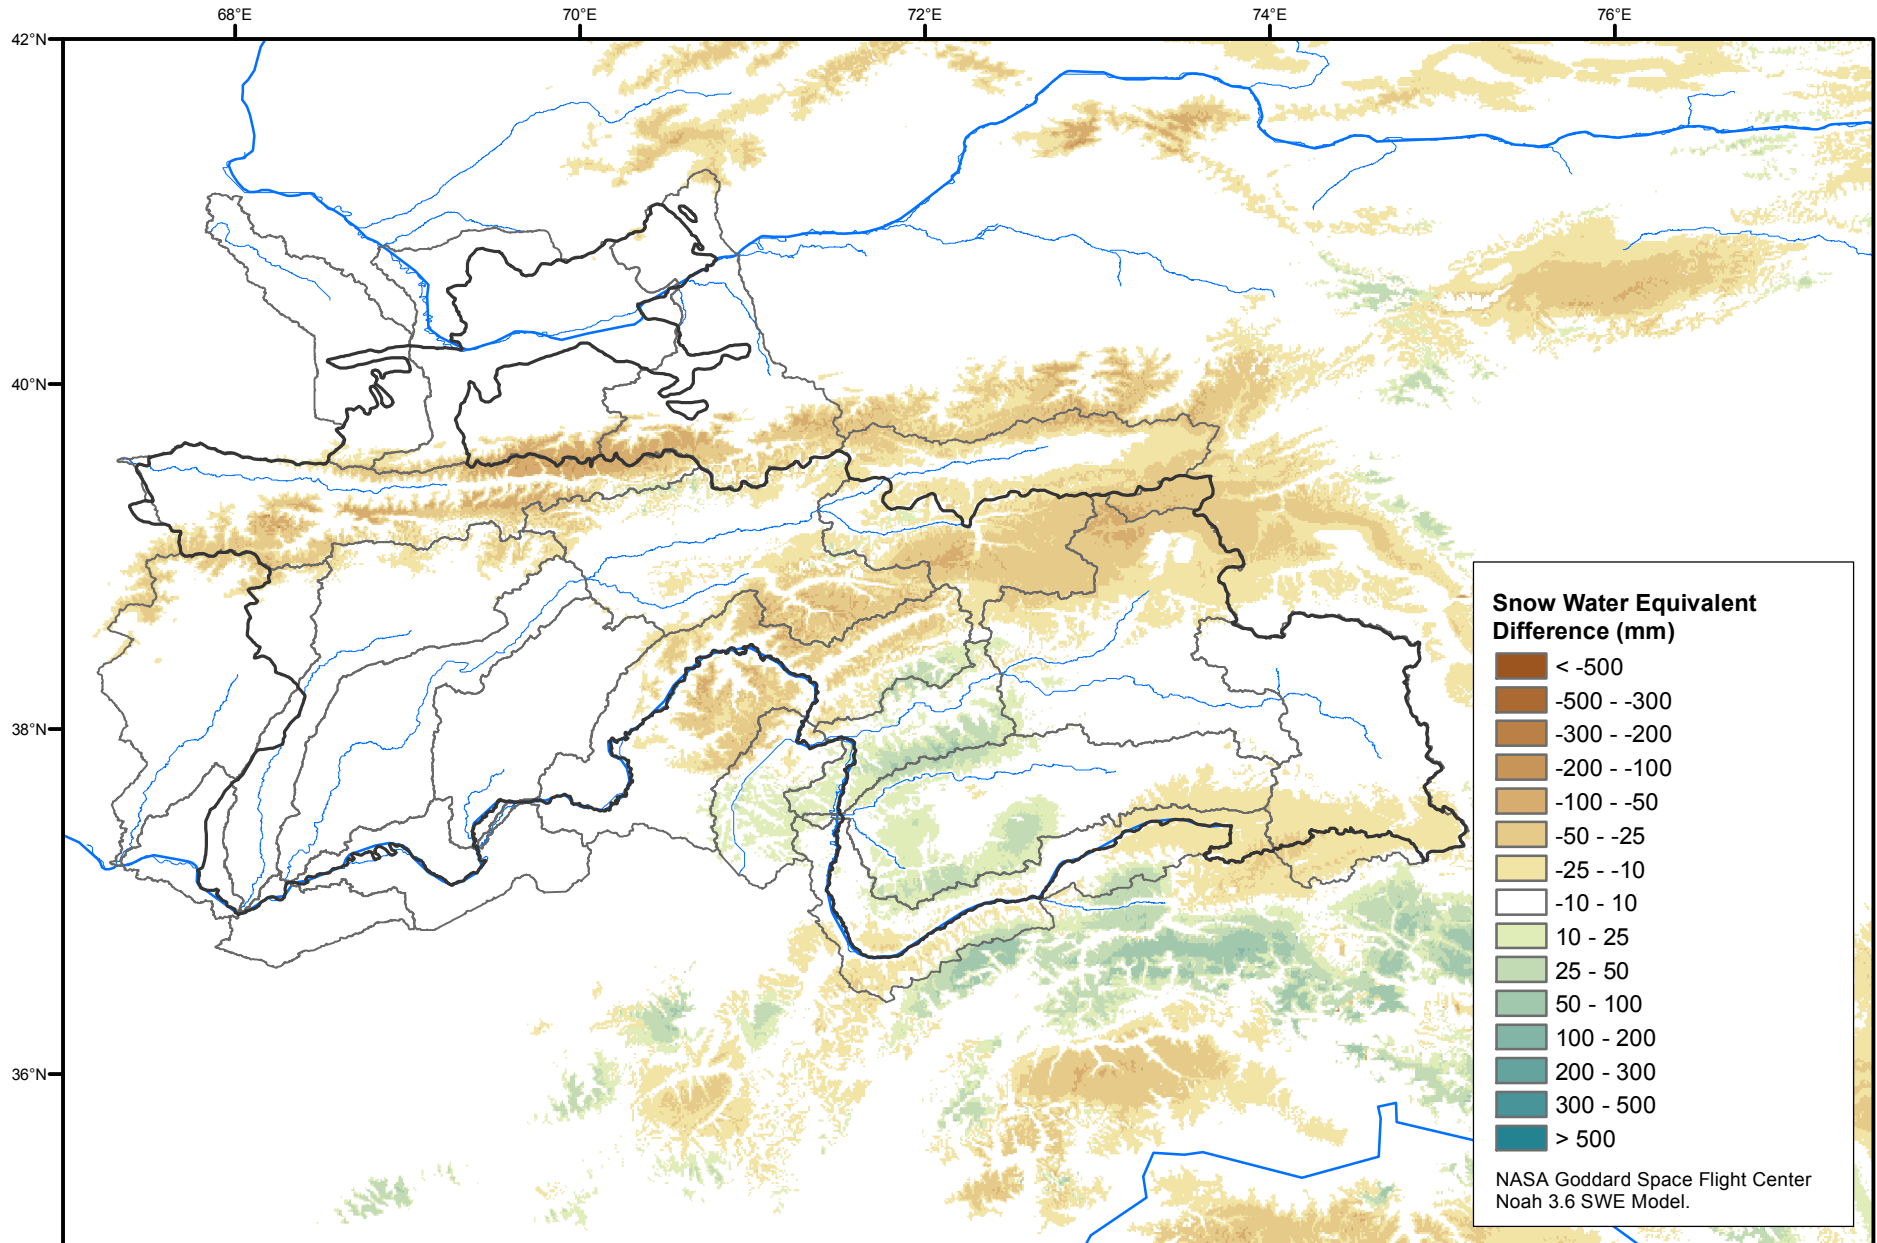 68°E
70°E
72°E
74°E
76°E
42°N
40°N
38°N
36°N
Snow Water Equivalent
Difference (mm)
< -500
-500 - -300
-300 - -200
-200 - -100
-100 - -50
-50 - -25
-25 - -10
-10 - 10
10 - 25
25 - 50
50 - 100
100 - 200
200 - 300
300 - 500
> 500
NASA Goddard Space Flight Center
Noah 3.6 SWE Model.